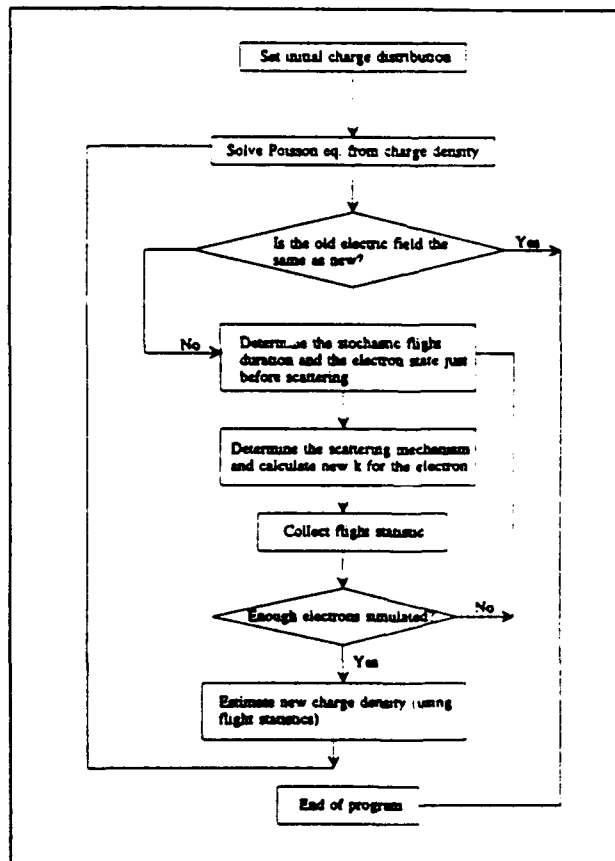 Set initial charge distribution
Solve Poisson eq. from charge density
Is the old electric field the
same as new?
Yes
No
Determine the stochastic flight
duration and the electron state just
before scattering
Determine the scattering mechanism
and calculate new k for the electron
Collect flight statistic
Enough electrons simulated?
No
Yes
Estimate new charge density (using
flight statistics)
End of program